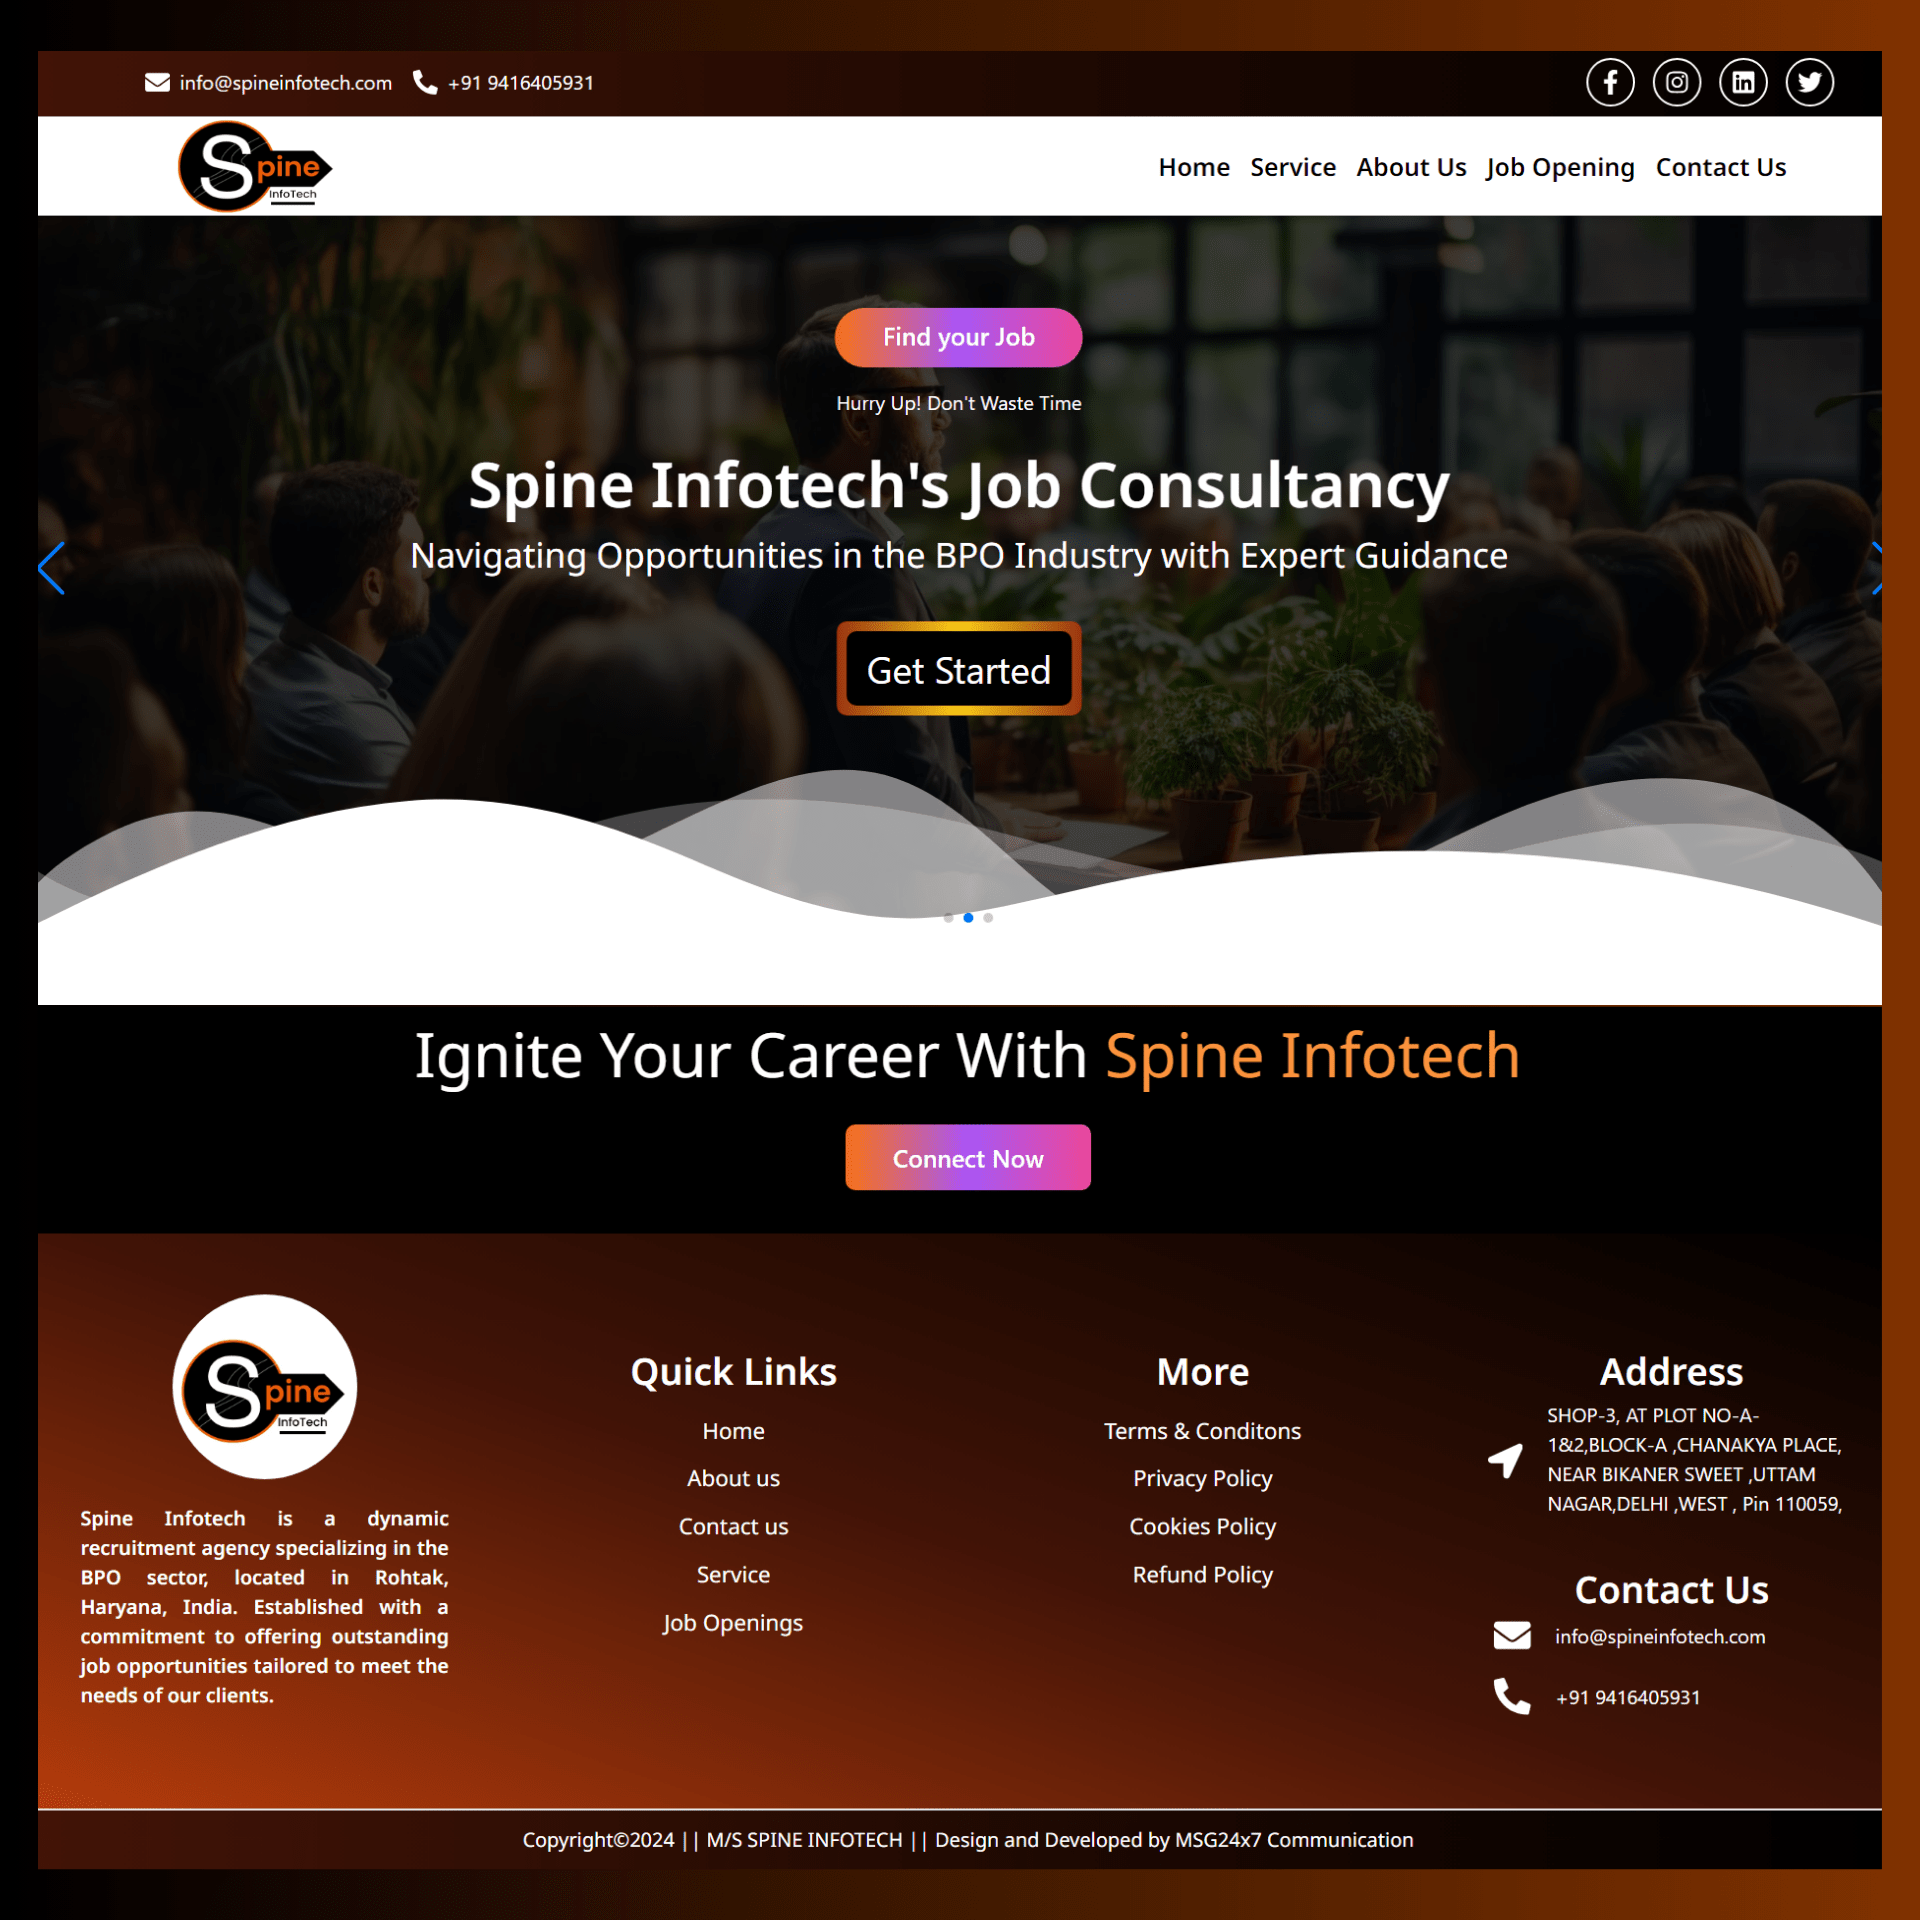 info@spineinfotech.com +91 9416405931
Spine
InfoTech
Home Service About Us Job Opening Contact Us
Find your Job
Hurry Up! Don't Waste Time
Spine Infotech's Job Consultancy
Navigating Opportunities in the BPO Industry with Expert Guidance
Get Started
Ignite Your Career With Spine Infotech
Connect Now
Spine
InfoTech
Spine Infotech is a dynamic
recruitment agency specializing in the
BPO sector, located in Rohtak,
Haryana, India. Established with a
commitment to offering outstanding
job opportunities tailored to meet the
needs of our clients.
Quick Links
Home
About us
Contact us
Service
Job Openings
More
Terms & Conditons
Privacy Policy
Cookies Policy
Refund Policy
Address
SHOP-3, AT PLOT NO-A-
1&2,BLOCK-A ,CHANAKYA PLACE,
NEAR BIKANER SWEET ,UTTAM
NAGAR,DELHI ,WEST , Pin 110059,
Contact Us
info@spineinfotech.com
+91 9416405931
Copyright©2024 || M/S SPINE INFOTECH || Design and Developed by MSG24x7 Communication